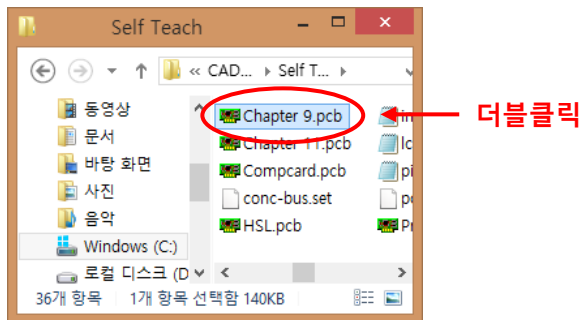 Self Teach
« CAD... ▸ Self T... ▸
동영상
문서
바탕 화면
사진
음악
Windows (C:)
로컬 디스크 (D
Chapter 9.pcb
Chapter 11.pcb
Compcard.pcb
conc-bus.set
HSL.pcb
더블클릭
36개 항목 1개 항목 선택함 140KB